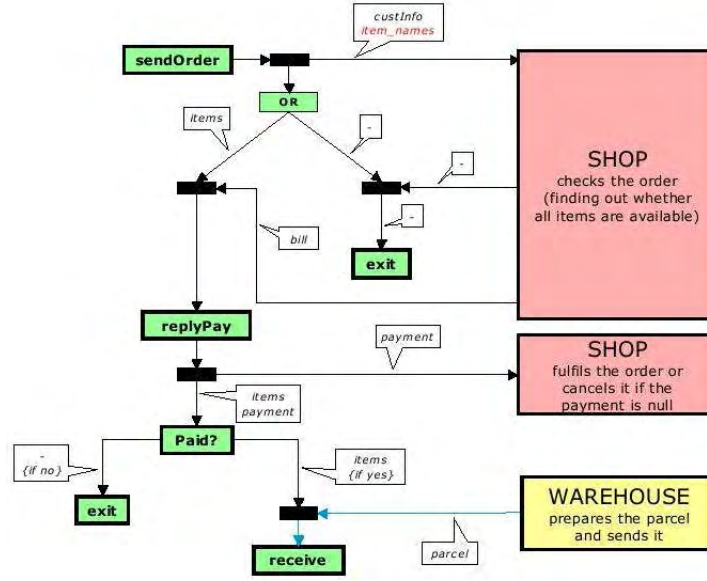 custInfo
item_names
sendOrder
OR
items
-
-
SHOP
checks the order
(finding out whether
all items are available)
-
bill
exit
replyPay
payment
SHOP
fulfils the order or
cancels it if the
payment is null
items
payment
Paid?
-
{if no}
items
{if yes}
exit
WAREHOUSE
prepares the parcel
and sends it
parcel
receive